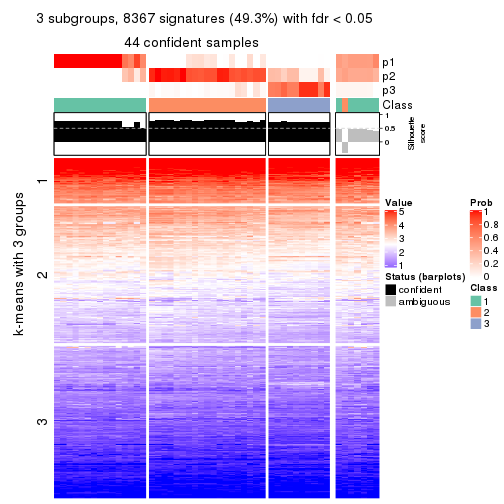 3 subgroups, 8367 signatures (49.3%) with fdr < 0.05
44 confident samples
p1
p2
p3
Class
1
0.5
0
Silhouette
score
k-means with 3 groups
1
2
3
Value
5
4
3
2
1
Status (barplots)
confident
ambiguous
Prob
1
0.8
0.6
0.4
0.2
0
Class
1
2
3